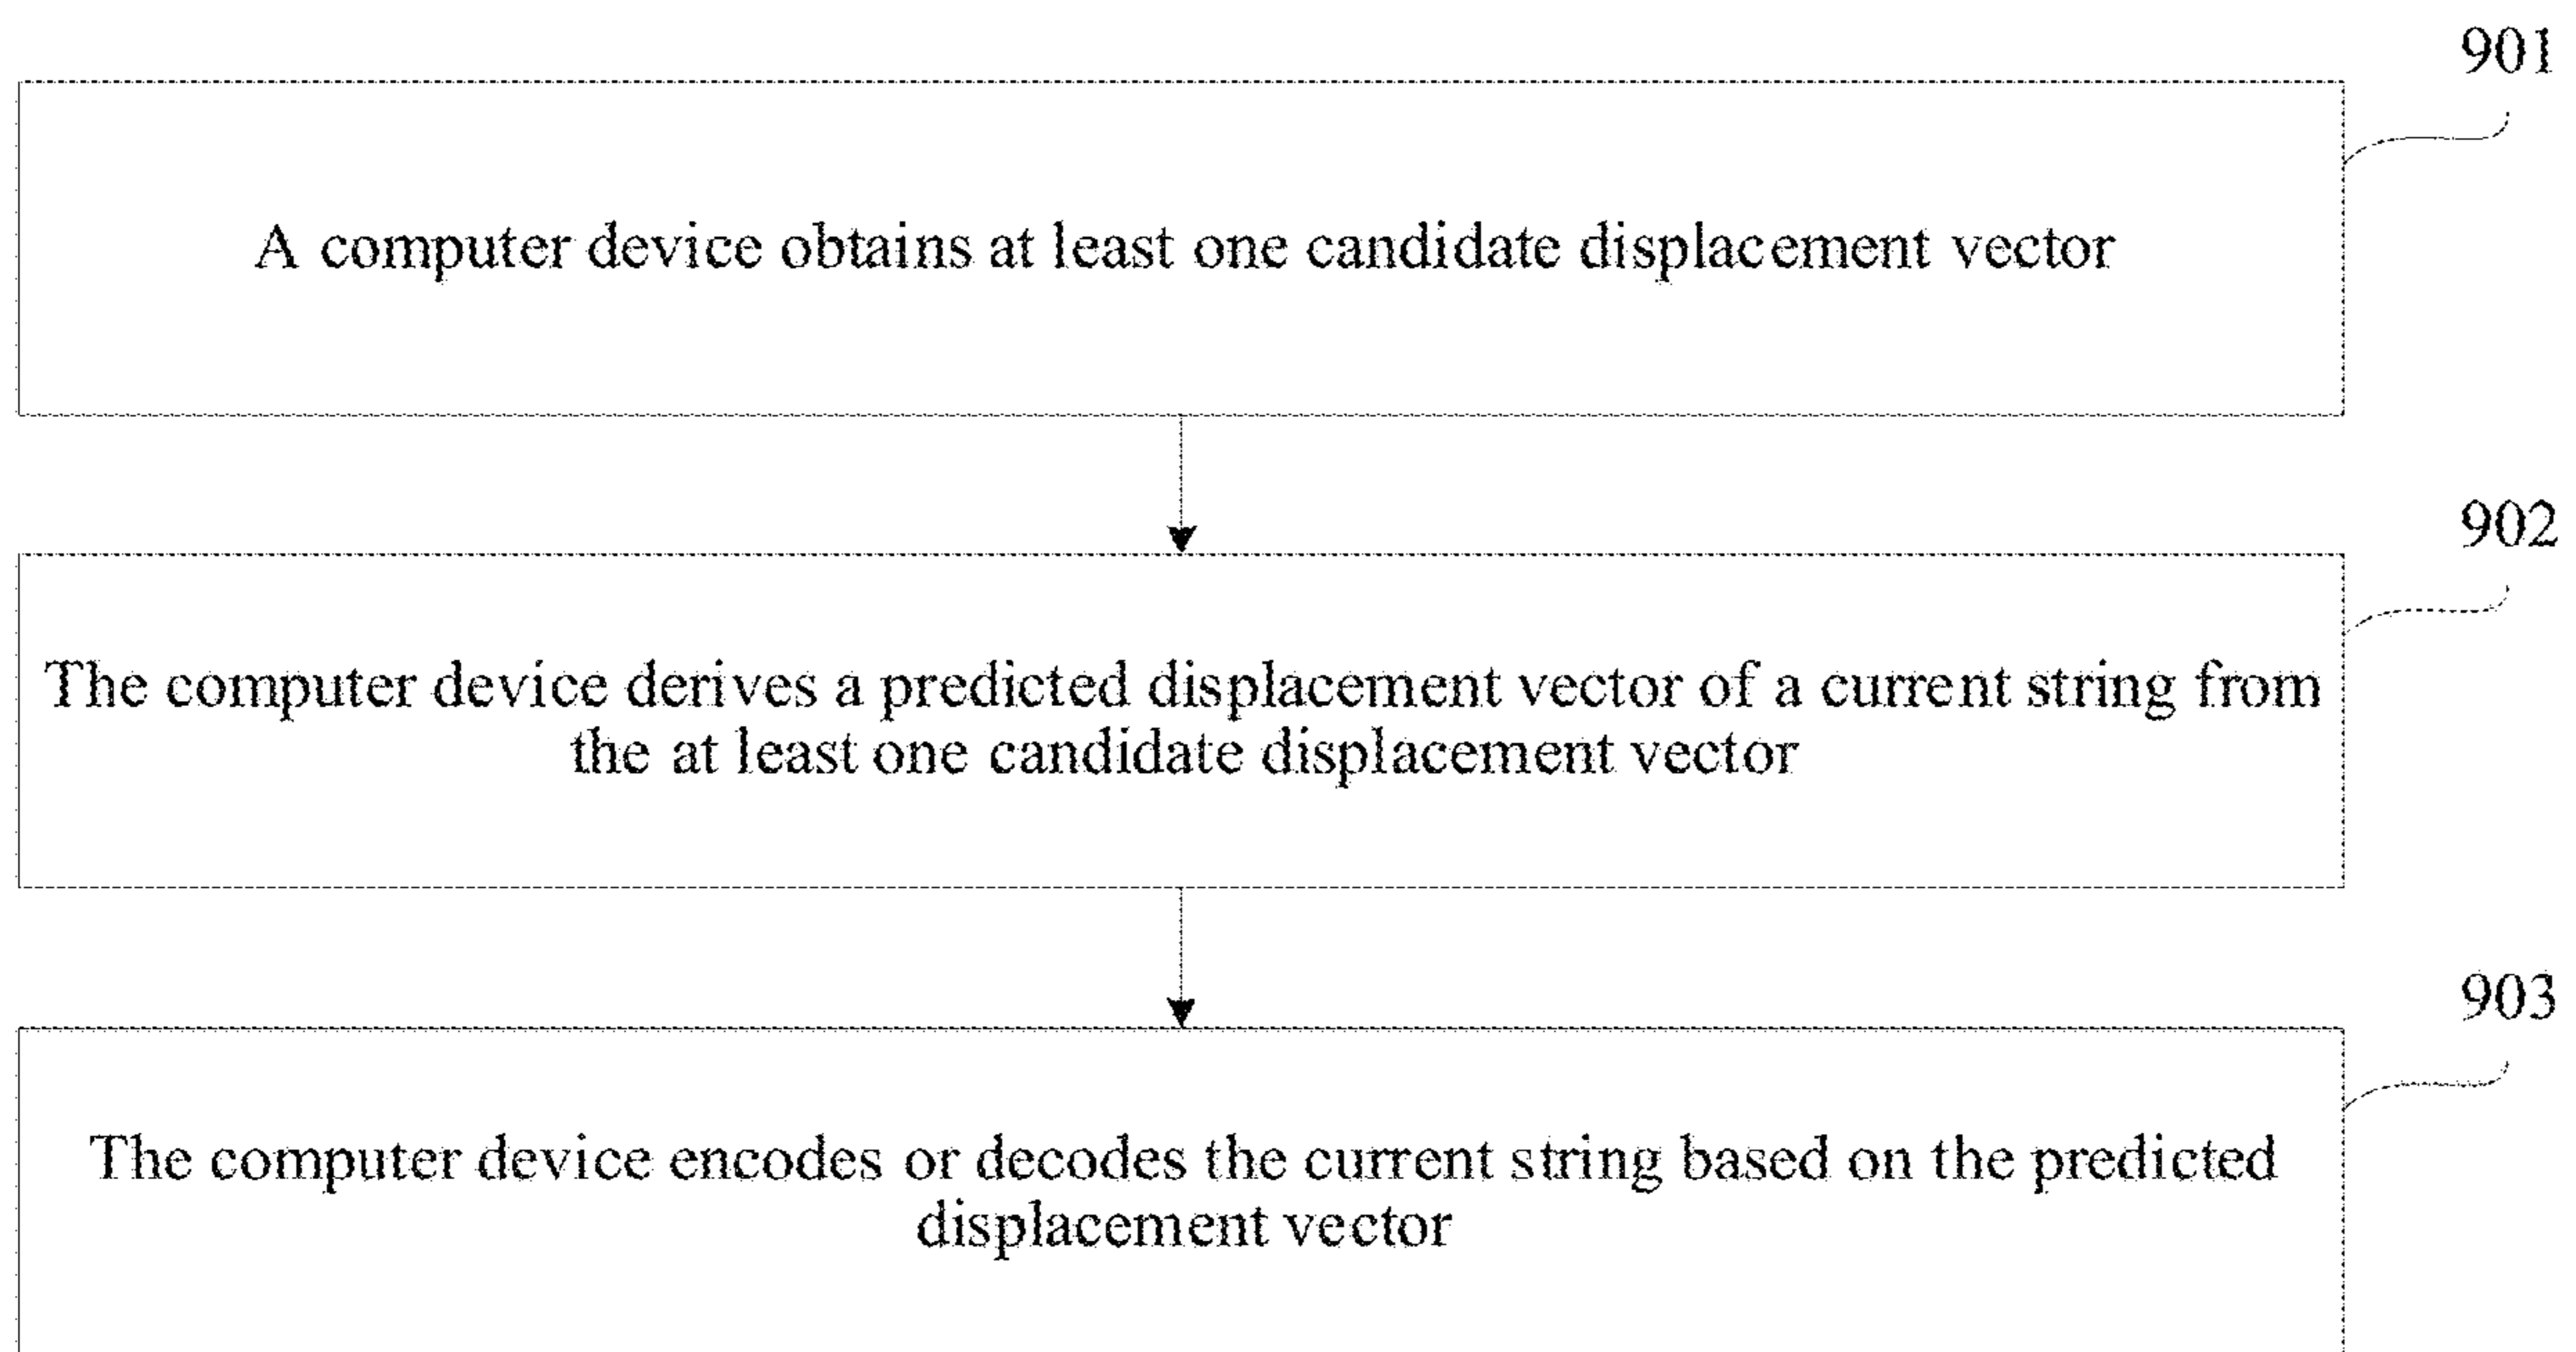 901
A computer device obtains at least one candidate displacement vector
902
The computer device derives a predicted displacement vector of a current string from
the at least one candidate displacement vector
903
The computer device encodes or decodes the current string based on the predicted
displacement vector